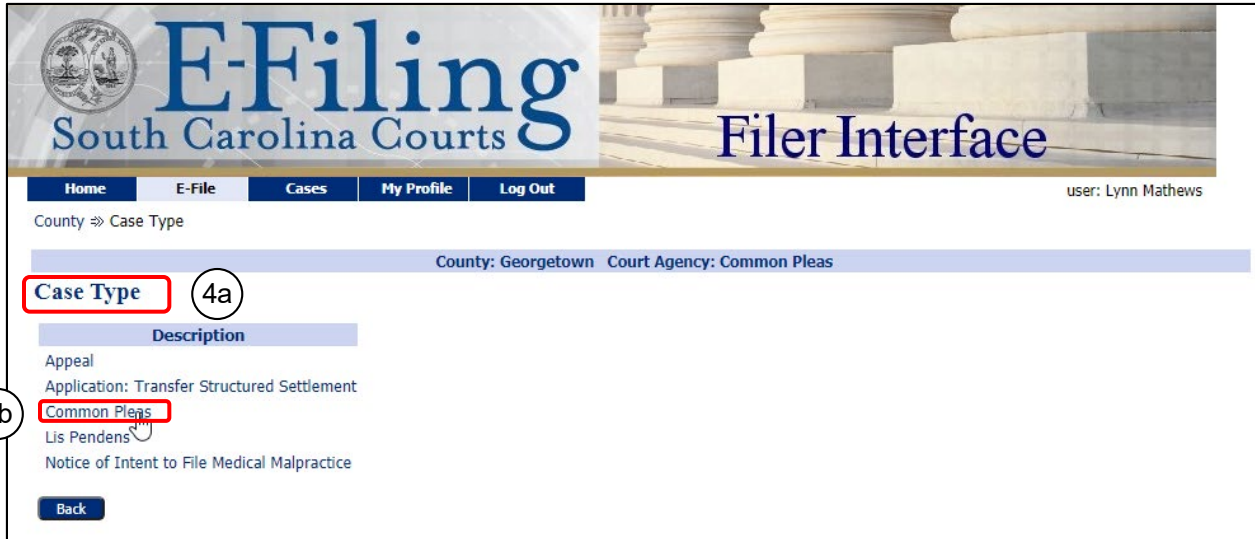 E-Filing
South Carolina Courts
Filer Interface
Home E-File Cases My Profile Log Out
user: Lynn Mathews
County ⇒ Case Type
County: Georgetown Court Agency: Common Pleas
Case Type
4a
Description
Appeal
Application: Transfer Structured Settlement
b Common Pleas
Lis Pendens
Notice of Intent to File Medical Malpractice
Back